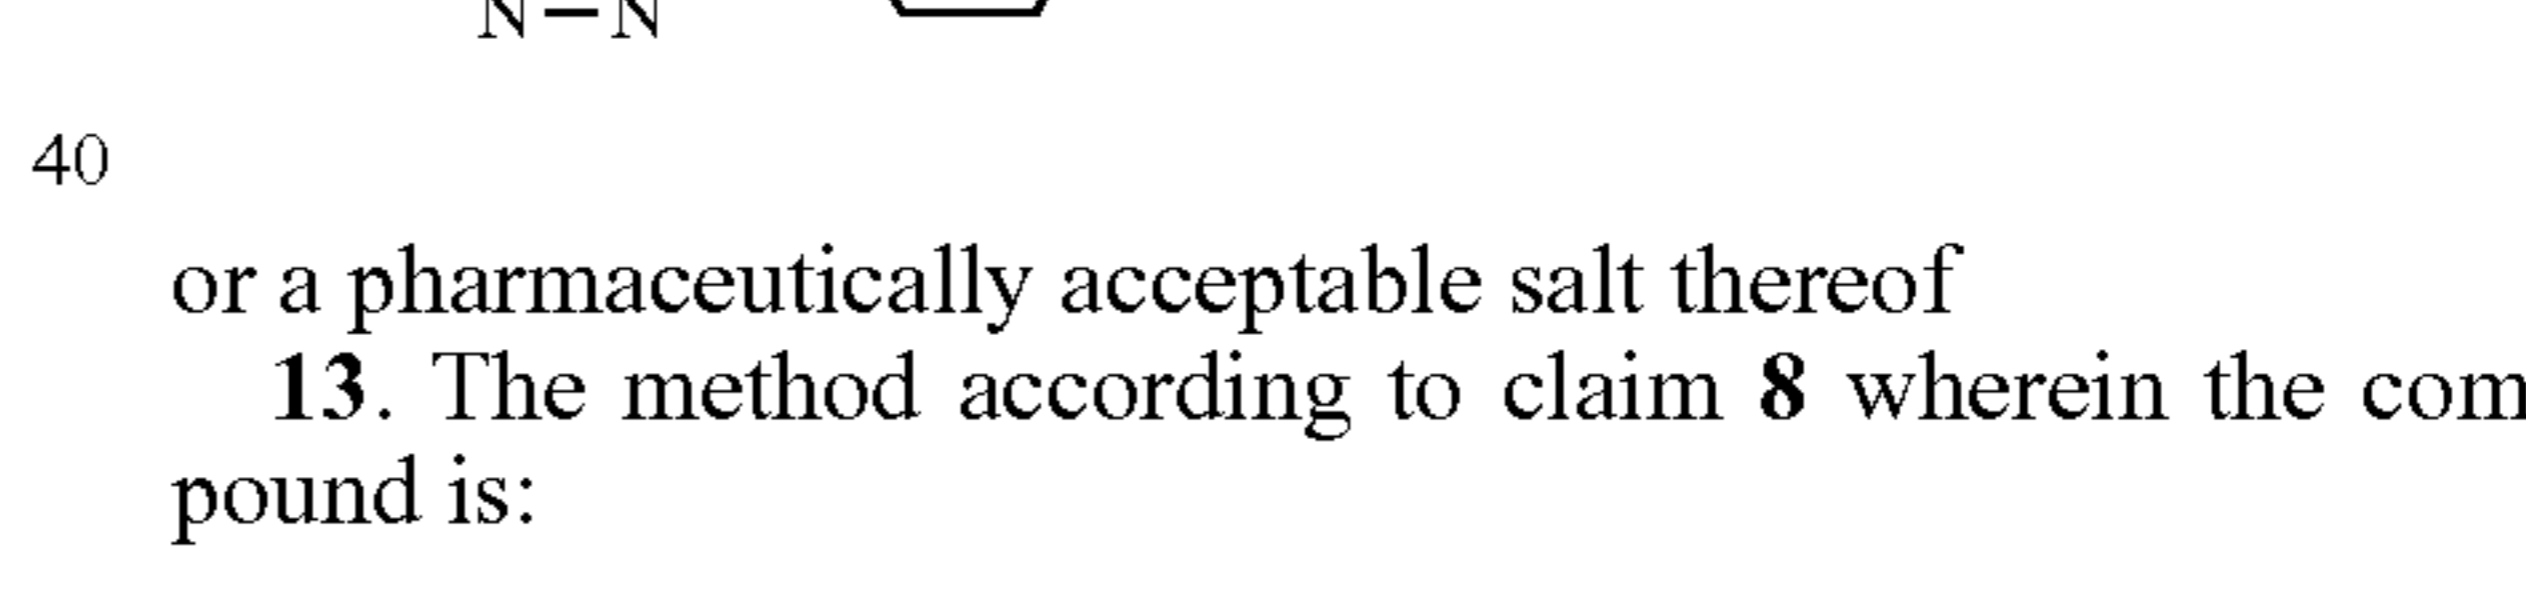 N—N
40
or a pharmaceutically acceptable salt thereof
13. The method according to claim 8 wherein the com
pound is: